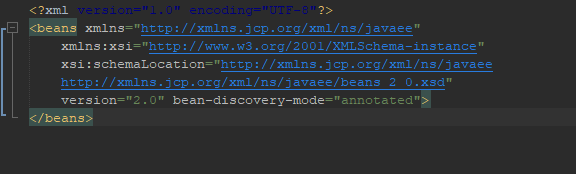 <?xml version="1.0" encoding="UTF-8"?>
<beans xmlns="http://xmlns.jcp.org/xml/ns/javaee"
xmlns:xsi="http://www.w3.org/2001/XMLSchema-instance"
xsi:schemaLocation="http://xmlns.jcp.org/xml/ns/javaee
http://xmlns.jcp.org/xml/ns/javaee/beans_2_0.xsd"
version="2.0" bean-discovery-mode="annotated">
</beans>